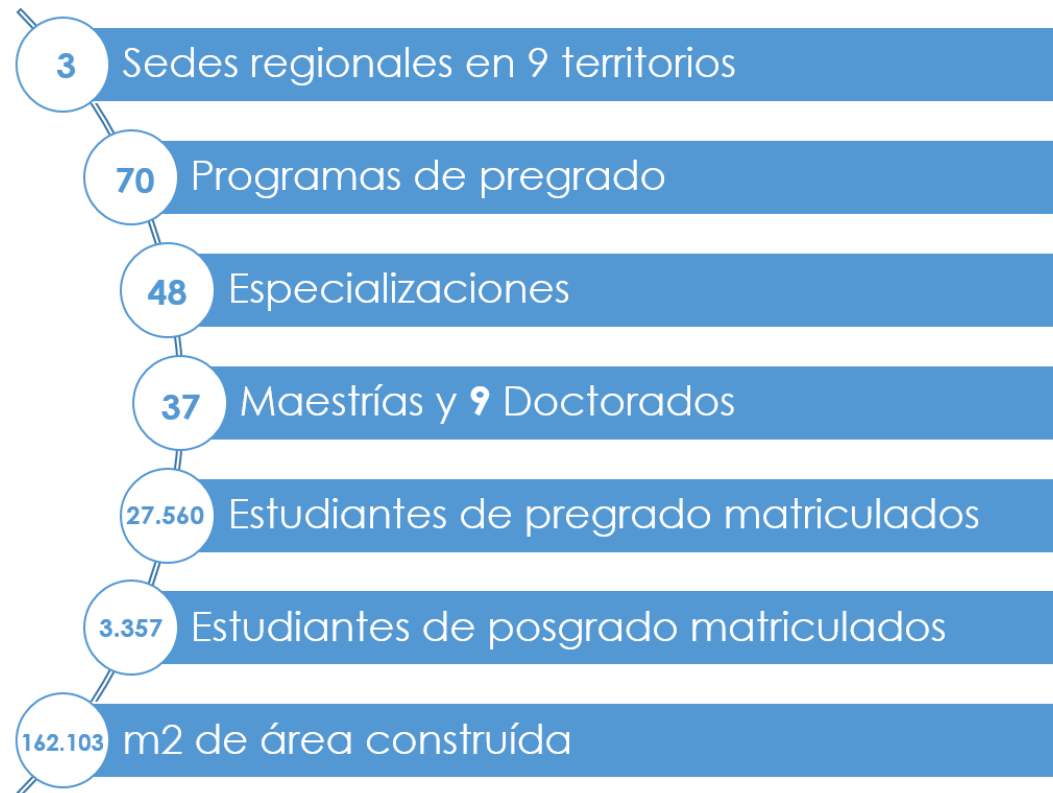 3 Sedes regionales en 9 territorios
70 Programas de pregrado
48 Especializaciones
37 Maestrías y 9 Doctorados
27.560 Estudiantes de pregrado matriculados
3.357 Estudiantes de posgrado matriculados
162.103 m2 de área construída